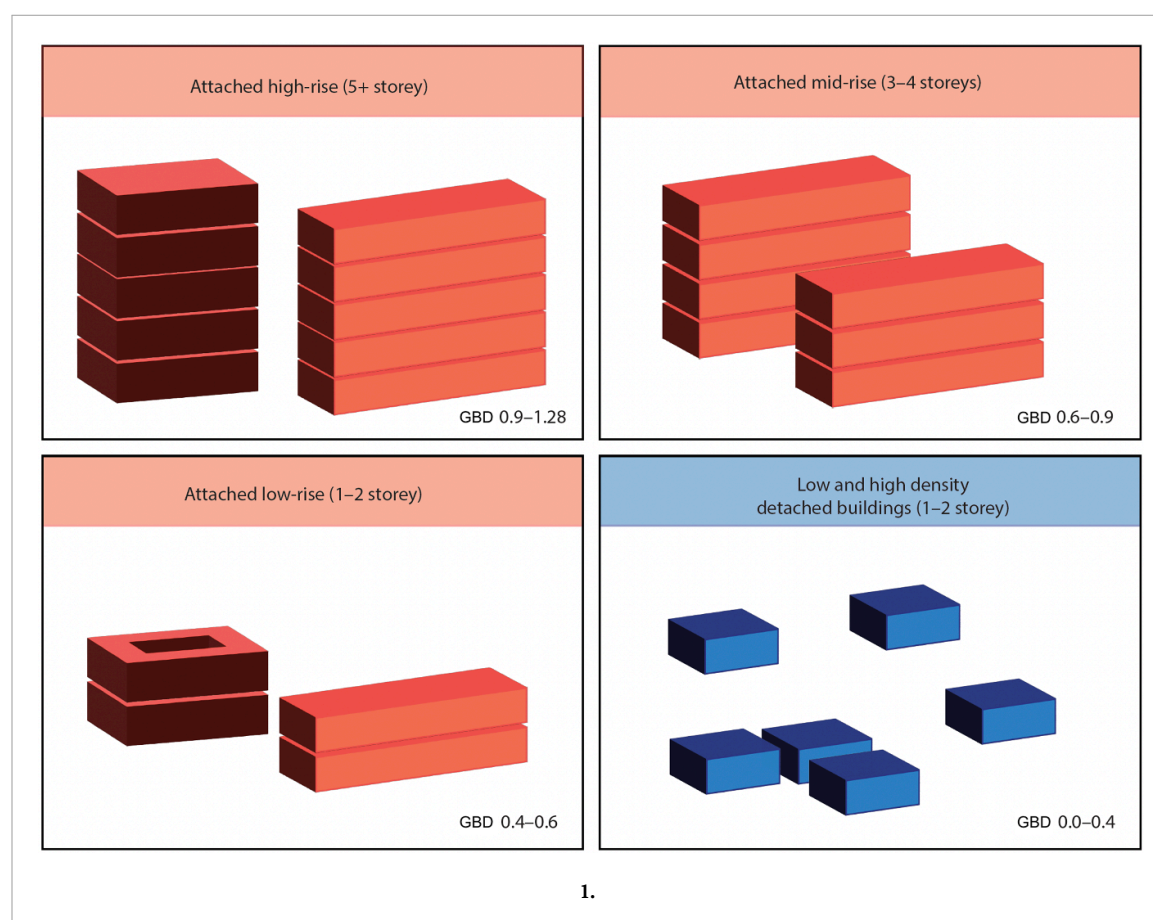 Attached high-rise (5+ storey)
GBD 0.9–1.28
Attached mid-rise (3–4 storeys)
GBD 0.6–0.9
Attached low-rise (1–2 storey)
GBD 0.4–0.6
Low and high density
detached buildings (1–2 storey)
GBD 0.0–0.4
1.